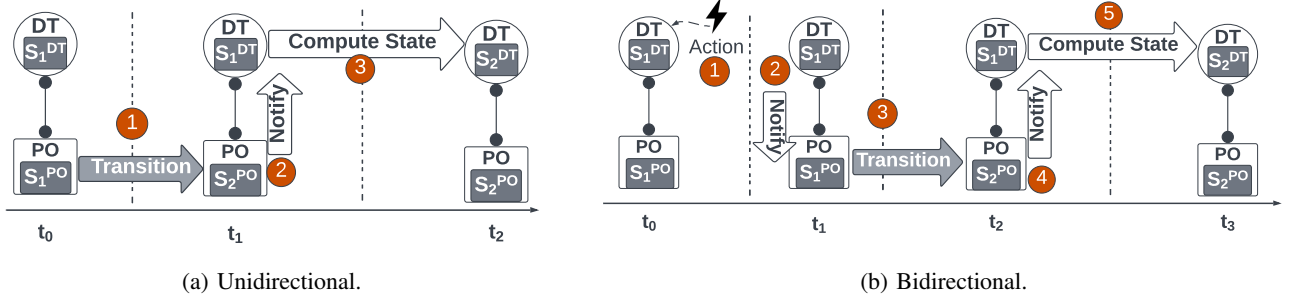 DT
S₁ᴰᵀ
PO
S₁ᴾᴼ
1
Transition
DT
S₁ᴰᵀ
Notify
2
PO
S₂ᴾᴼ
Compute State
3
DT
S₂ᴰᵀ
PO
S₂ᴾᴼ
t₀
t₁
t₂
(a) Unidirectional.
DT
S₁ᴰᵀ
PO
S₁ᴾᴼ
Action
1
2
Notify
DT
S₁ᴰᵀ
PO
S₁ᴾᴼ
3
Transition
DT
S₁ᴰᵀ
PO
S₂ᴾᴼ
Notify
4
5
Compute State
DT
S₂ᴰᵀ
PO
S₂ᴾᴼ
t₀
t₁
t₂
t₃
(b) Bidirectional.